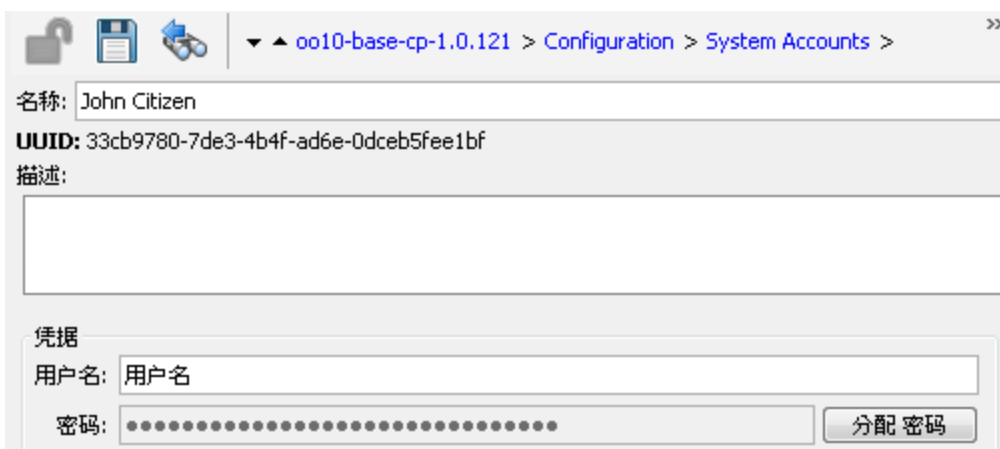 oo10-base-cp-1.0.121 > Configuration > System Accounts >
名称: John Citizen
UUID: 33cb9780-7de3-4b4f-ad6e-0dceb5fee1bf
描述:
凭据
用户名: 用户名
密码: ●●●●●●●●●●●●●●●●●●●●●●●●●●●●●●● 分配 密码